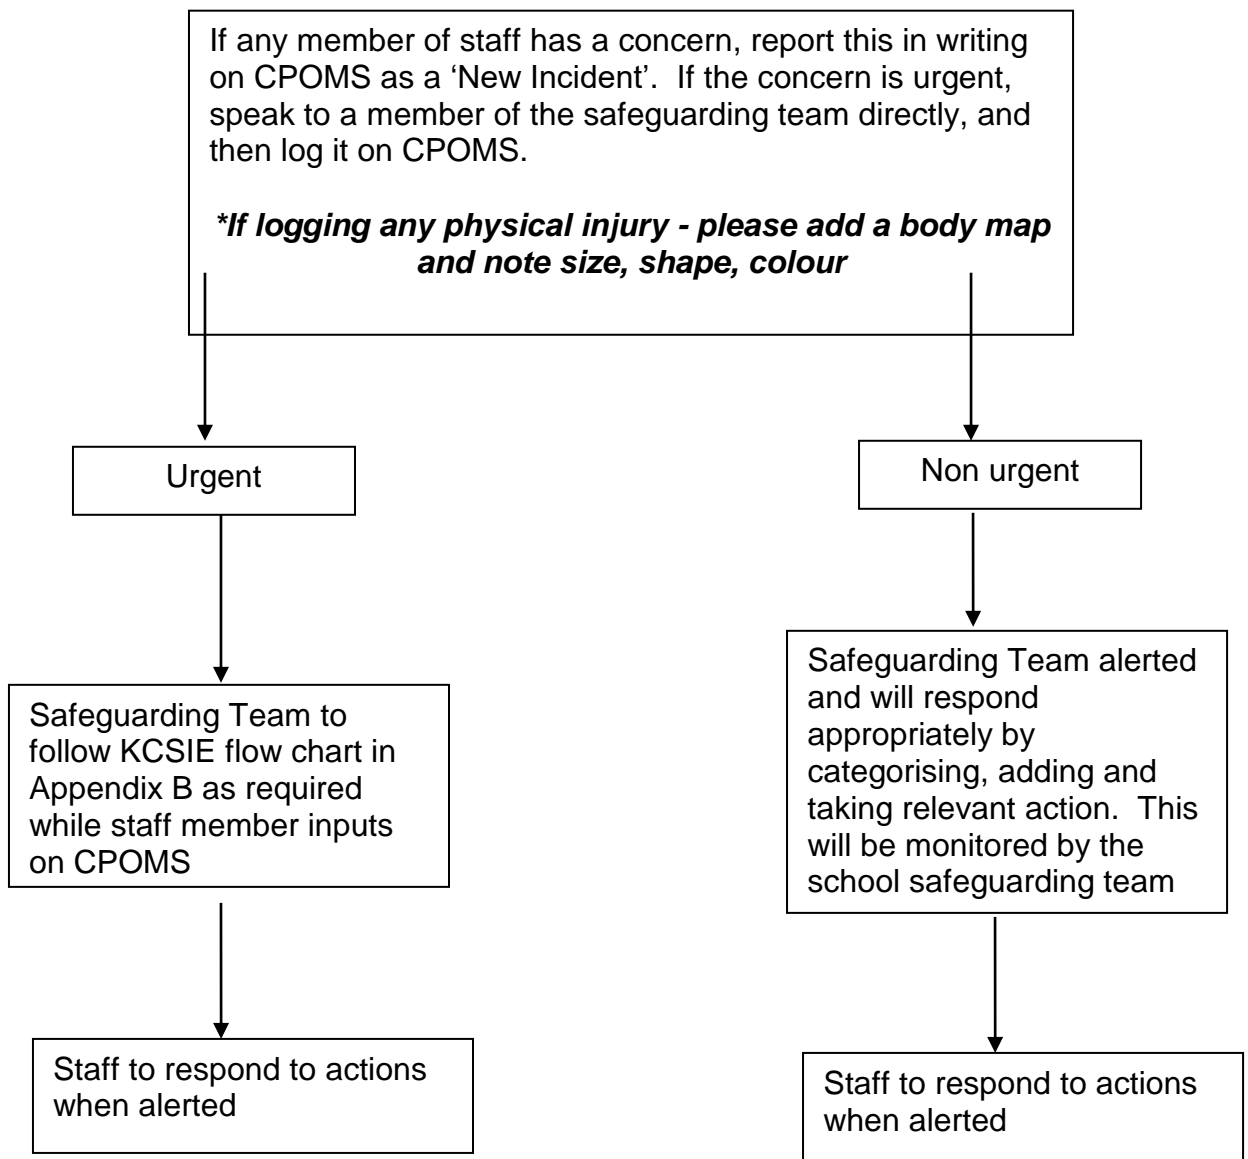 If any member of staff has a concern, report this in writing
on CPOMS as a ‘New Incident’.  If the concern is urgent,
speak to a member of the safeguarding team directly, and
then log it on CPOMS.
*If logging any physical injury - please add a body map
and note size, shape, colour
Urgent
Non urgent
Safeguarding Team to
follow KCSIE flow chart in
Appendix B as required
while staff member inputs
on CPOMS
Safeguarding Team alerted
and will respond
appropriately by
categorising, adding and
taking relevant action.  This
will be monitored by the
school safeguarding team
Staff to respond to actions
when alerted
Staff to respond to actions
when alerted